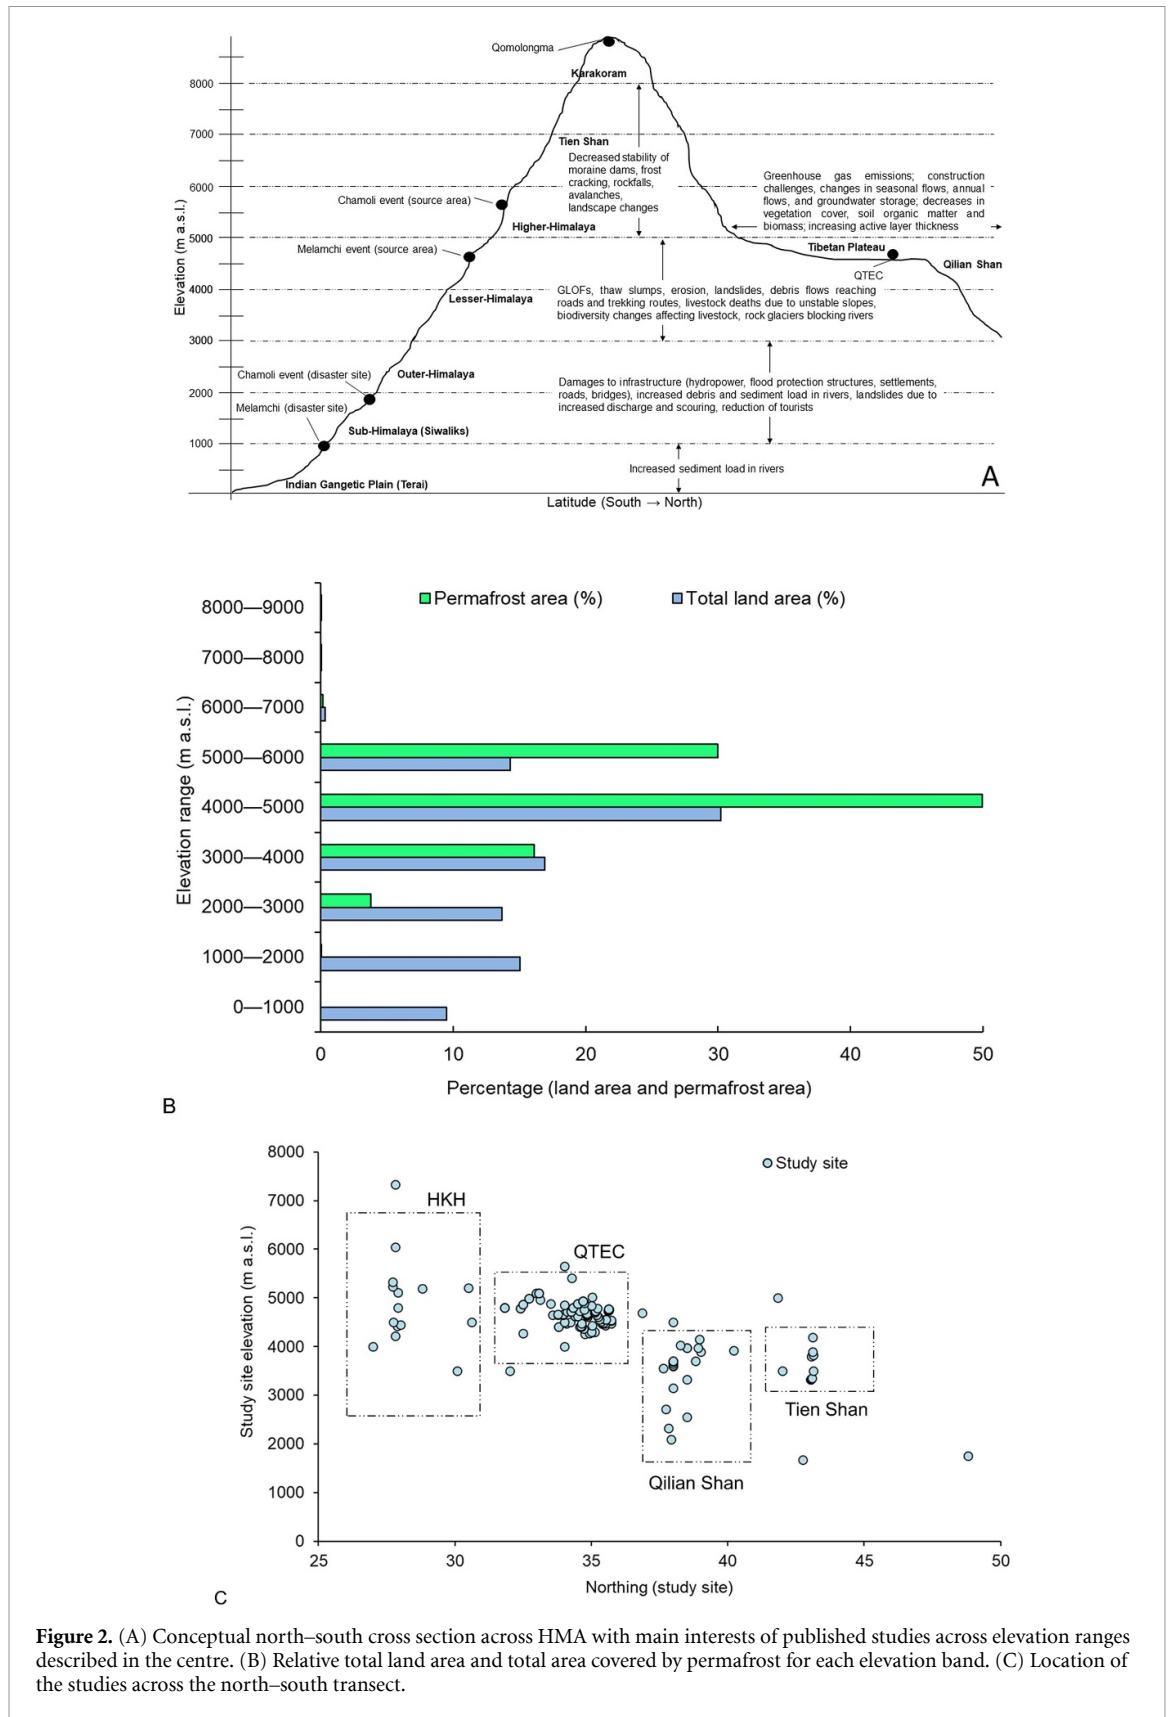 Qomolongma
Karakoram
8000
7000
Tien Shan
Decreased stability of
moraine dams, frost
cracking, rockfalls,
avalanches,
landscape changes
Greenhouse gas emissions; construction
challenges, changes in seasonal flows, annual
flows, and groundwater storage; decreases in
vegetation cover, soil organic matter and
biomass; increasing active layer thickness
6000
Chamoli event (source area)
Higher-Himalaya
5000
Melamchi event (source area)
Tibetan Plateau
QTEC
Qilian Shan
Elevation (m a.s.l.)
4000
Lesser-Himalaya
GLOFs, thaw slumps, erosion, landslides, debris flows reaching
roads and trekking routes, livestock deaths due to unstable slopes,
biodiversity changes affecting livestock, rock glaciers blocking rivers
3000
Chamoli event (disaster site)
Outer-Himalaya
2000
Damages to infrastructure (hydropower, flood protection structures, settlements,
roads, bridges), increased debris and sediment load in rivers, landslides due to
increased discharge and scouring, reduction of tourists
Melamchi (disaster site)
Sub-Himalaya (Siwaliks)
1000
Increased sediment load in rivers
A
Indian Gangetic Plain (Terai)
Latitude (South → North)
Permafrost area (%)
Total land area (%)
8000—9000
7000—8000
6000—7000
5000—6000
4000—5000
3000—4000
2000—3000
1000—2000
0—1000
Elevation range (m a.s.l.)
0 10 20 30 40 50
Percentage (land area and permafrost area)
B
8000
7000
6000
5000
4000
3000
2000
1000
0
Study site elevation (m a.s.l.)
Study site
HKH
QTEC
Tien Shan
Qilian Shan
25 30 35 40 45 50
Northing (study site)
C
Figure 2. (A) Conceptual north–south cross section across HMA with main interests of published studies across elevation ranges
described in the centre. (B) Relative total land area and total area covered by permafrost for each elevation band. (C) Location of
the studies across the north–south transect.